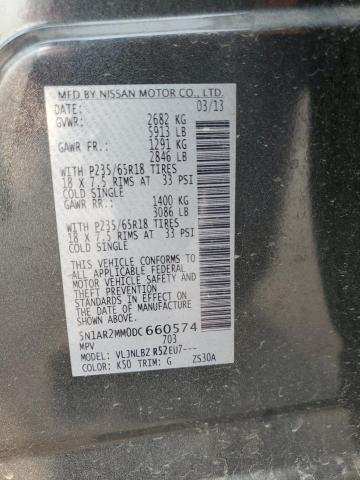 MFD BY NISSAN MOTOR CO., LTD.
DATE: 03/13
GVWR: 2682 KG
5913 LB
GAWR FR: 1291 KG
2846 LB
WITH P235/65R18 TIRES
18 X 7.5 RIMS AT 33 PSI
COLD SINGLE
GAWR RR: 1400 KG
3086 LB
WITH P235/65R18 TIRES
18 X 7.5 RIMS AT 33 PSI
COLD SINGLE
THIS VEHICLE CONFORMS TO
ALL APPLICABLE FEDERAL
MOTOR VEHICLE SAFETY
STANDARDS IN EFFECT ON
THE DATE OF MANUFACTURE
SHOWN ABOVE.
5N1AR2MM0DC660574
MPV 703
MODEL: VLJNLBZ R52EU7---
COLOR: K50 TRIM: G ZS30A